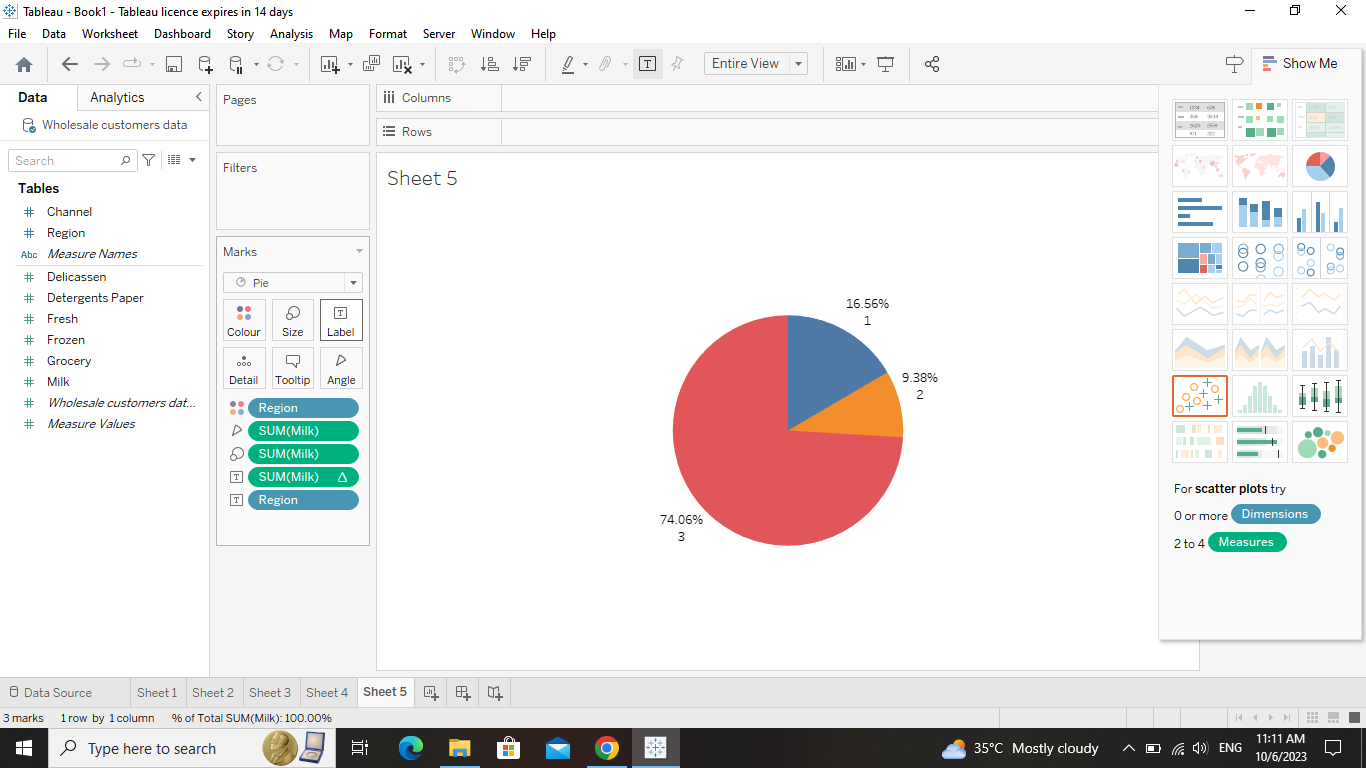 Tableau - Book1 - Tableau licence expires in 14 days
File Data Worksheet Dashboard Story Analysis Map Format Server Window Help
Entire View
Show Me
Data Analytics
Wholesale customers data
Search
Tables
Channel
Region
Abc Measure Names
Delicassen
Detergents Paper
Fresh
Frozen
Grocery
Milk
Wholesale customers dat...
Measure Values
Pages
Filters
Marks
Pie
Colour Size Label
Detail Tooltip Angle
Region
SUM(Milk)
SUM(Milk)
SUM(Milk)
Region
Columns
Rows
Sheet 5
16.56%
1
9.38%
2
74.06%
3
For scatter plots try
0 or more Dimensions
2 to 4 Measures
Data Source Sheet 1 Sheet 2 Sheet 3 Sheet 4 Sheet 5
3 marks 1 row by 1 column % of Total SUM(Milk): 100.00%
Type here to search
35°C Mostly cloudy
ENG
11:11 AM
10/6/2023